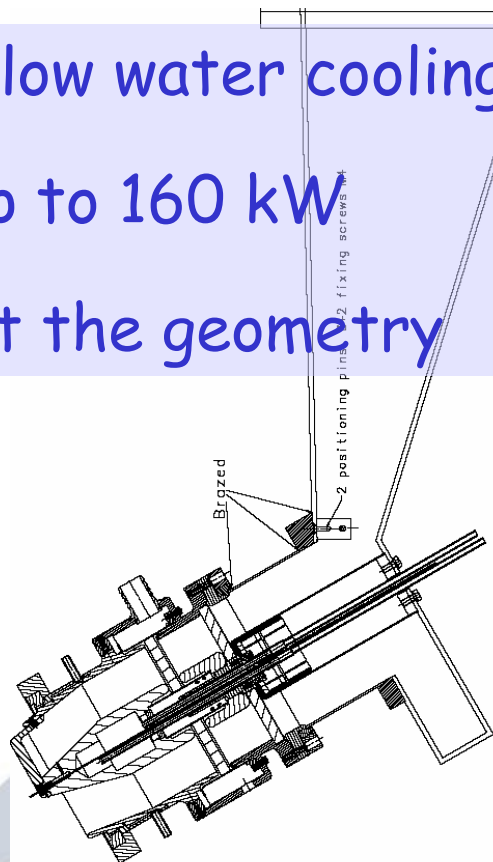 low water cooling
to 160 kW
t the geometry
2 positioning pins 2 fixing screws
Brazed